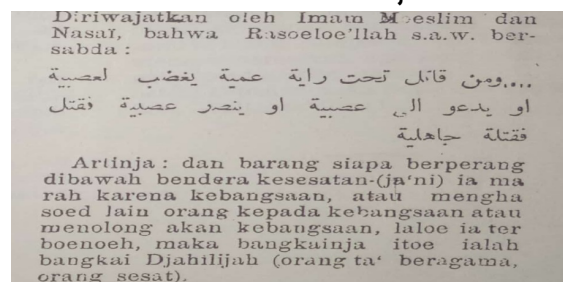 Diriwajatkan oleh Imam Moeslim dan
Nasaï, bahwa Rasoeloe'llah s.a.w. ber-
sabda :
....ومن قاتل تحت راية عمية يغضب لعصبية
او يدعو الى عصبية او ينصر عصبية فقتل
فقتلة جاهلية
Artinja : dan barang siapa berperang
dibawah bendera kesesatan-(ja'ni) ia ma
rah karena kebangsaan, atau mengha
soed lain orang kepada kebangsaan atau
menolong akan kebangsaan, laloe ia ter
boenoeh, maka bangkainja itoe ialah
bangkai Djahilijah (orang ta' beragama,
orang sesat).